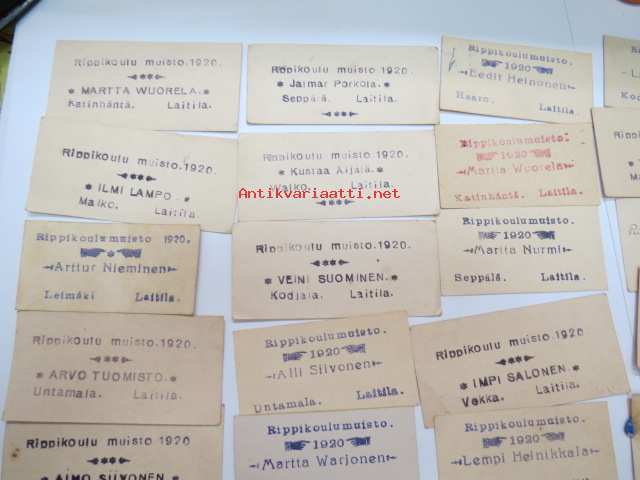 Rippikoulu muisto 1920.
MARTTA WUORELA.
Katinhäntä. Laitila.
Rippikoulu muisto 1920.
Jalmar Porkola.
Seppälä. Laitila.
Rippikoulumuisto.
1920
Eedit Heinonen
Haaro. Laitila.
Rippikoulu muisto 1920.
ILMI LAMPO
Malko. Laitila.
Rippikoulu muisto 1920.
Kustaa Äijälä
Malko. Laitila.
Rippikoulumuisto.
1920
Martta Wuorela
Katinhäntä. Laitila.
Antikvariaatti.net
Rippikoulumuisto 1920.
Arttur Nieminen
Leimäki Laitila.
Rippikoulu muisto 1920.
VEINI SUOMINEN.
Kodjala. Laitila.
Rippikoulumuisto.
1920
Martta Nurmi
Seppälä. Laitila.
Rippikoulu muisto 1920.
ARVO TUOMISTO.
Untamala. Laitila.
Rippikoulumuisto.
1920
Alli Siivonen
Untamala. Laitila.
Rippikoulu muisto 1920.
IMPI SALONEN.
Vekka. Laitila.
Rippikoulu muisto 1920
AIMO SIIVONEN
Rippikoulumuisto.
1920
Martta Warjonen
Rippikoulumuisto.
1920
Lempi Heinikkala